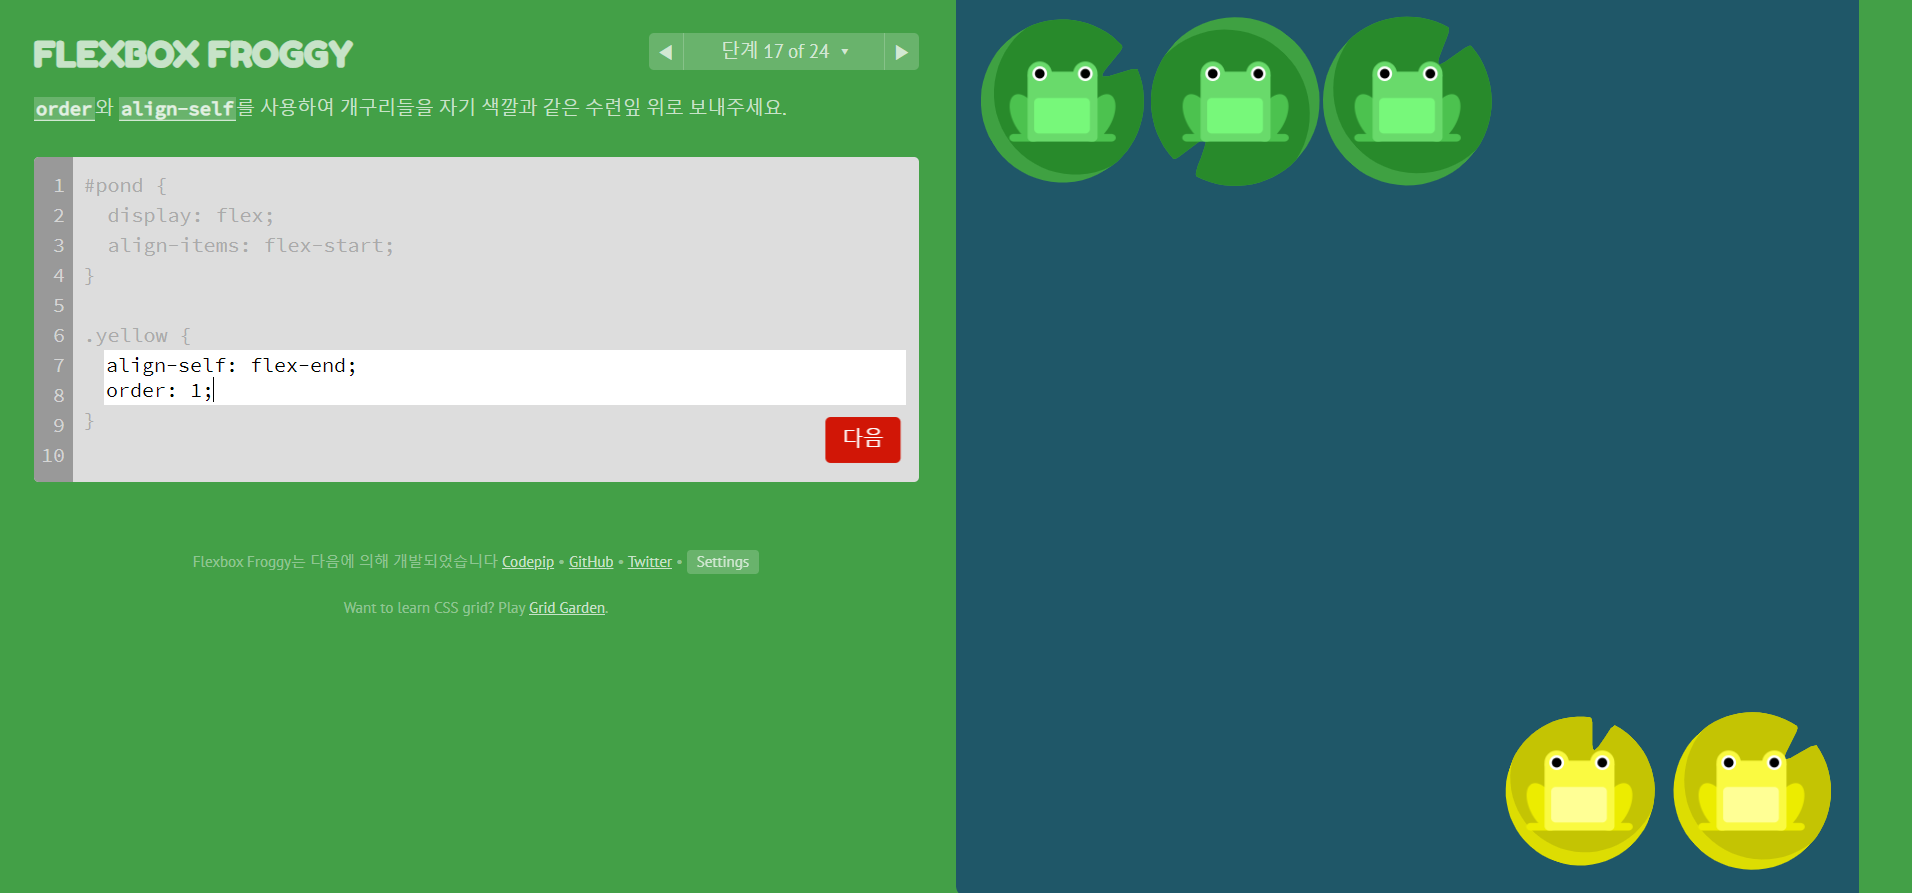 FLEXBOX FROGGY
◀ 단계 17 of 24 ▾ ▶
order와 align-self를 사용하여 개구리들을 자기 색깔과 같은 수련잎 위로 보내주세요.
1 #pond {
2 display: flex;
3 align-items: flex-start;
4 }
5
6 .yellow {
7 align-self: flex-end;
8 order: 1;
9 }
10
다음
Flexbox Froggy는 다음에 의해 개발되었습니다 Codepip • GitHub • Twitter • Settings
Want to learn CSS grid? Play Grid Garden.